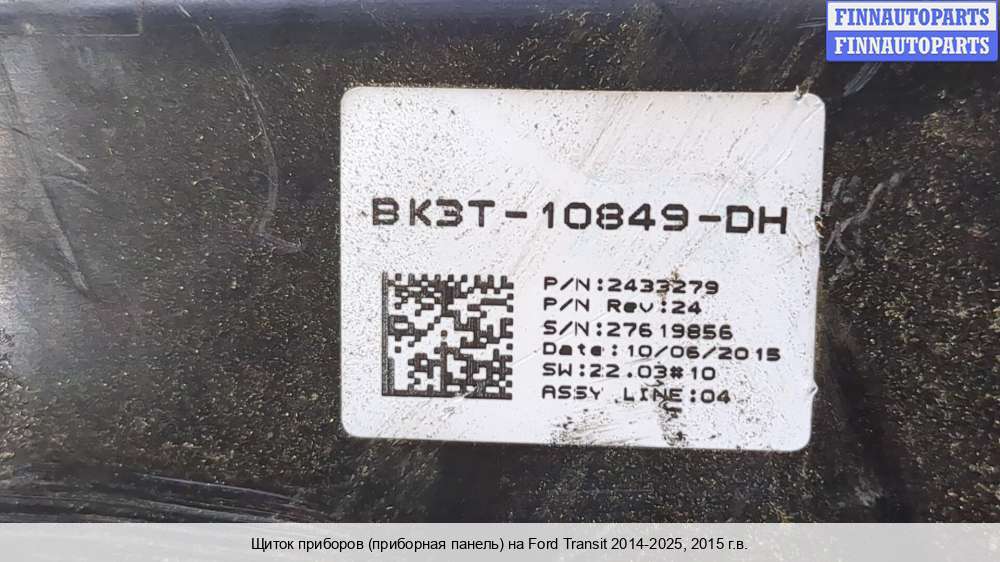 FINNAUTOPARTS
FINNAUTOPARTS
BK3T-10849-DH
P/N:2433279
P/N Rev:24
S/N:27619856
Date:10/06/2015
SW:22.03#10
ASSY LINE:04
Щиток приборов (приборная панель) на Ford Transit 2014-2025, 2015 г.в.